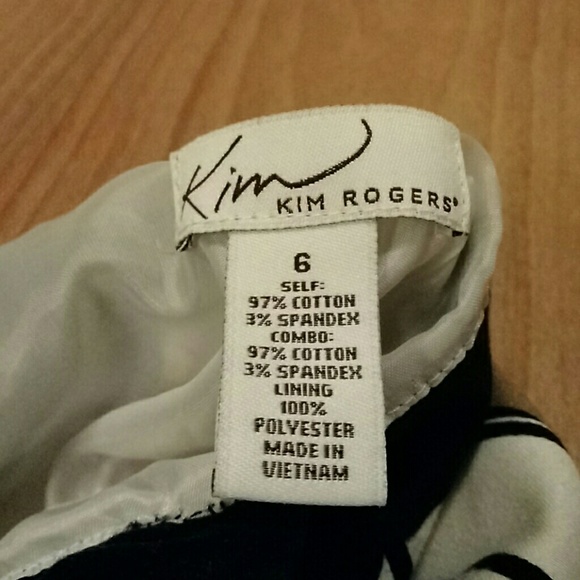 Kim
KIM ROGERS®
6
SELF:
97% COTTON
3% SPANDEX
COMBO:
97% COTTON
3% SPANDEX
LINING
100%
POLYESTER
MADE IN
VIETNAM